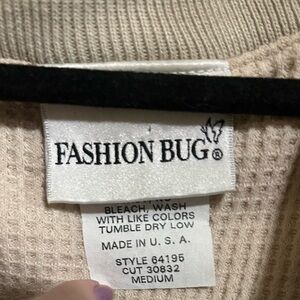 FASHION BUG®
BLEACH, WASH
WITH LIKE COLORS
TUMBLE DRY LOW
MADE IN U. S. A.
STYLE 64195
CUT 30832
MEDIUM